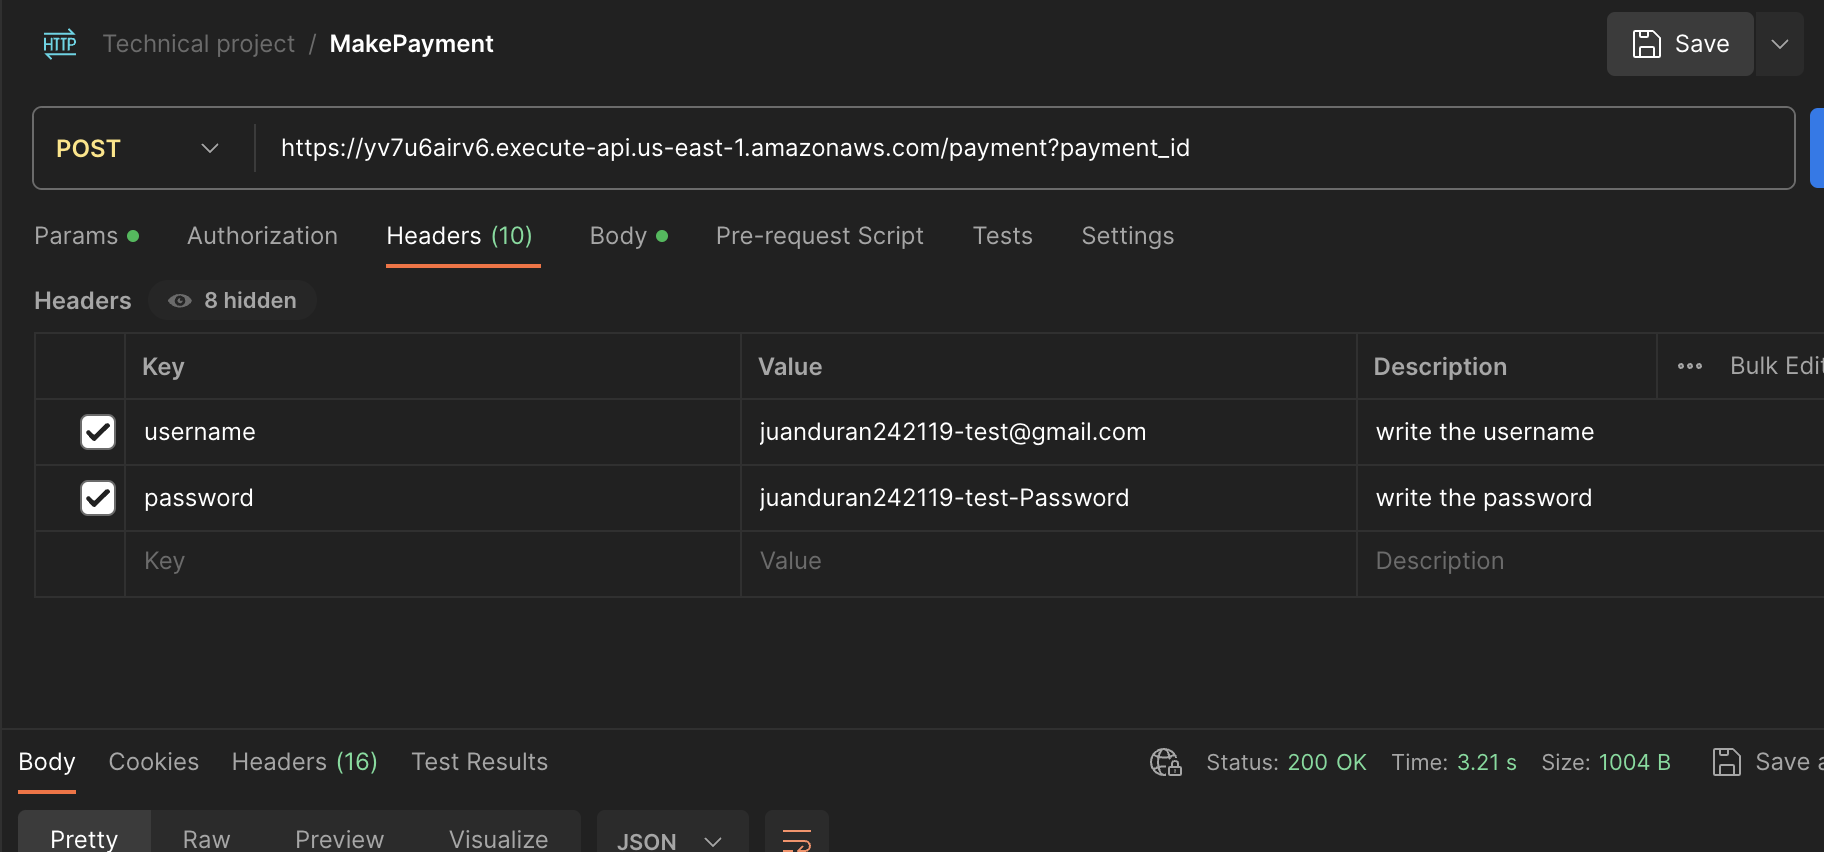 HTTP Technical project / MakePayment Save
POST https://yv7u6airv6.execute-api.us-east-1.amazonaws.com/payment?payment_id
Params Authorization Headers (10) Body Pre-request Script Tests Settings
Headers 8 hidden
Key Value Description Bulk Edit
username juanduran242119-test@gmail.com write the username
password juanduran242119-test-Password write the password
Key Value Description
Body Cookies Headers (16) Test Results Status: 200 OK Time: 3.21 s Size: 1004 B Save a
Pretty Raw Preview Visualize JSON